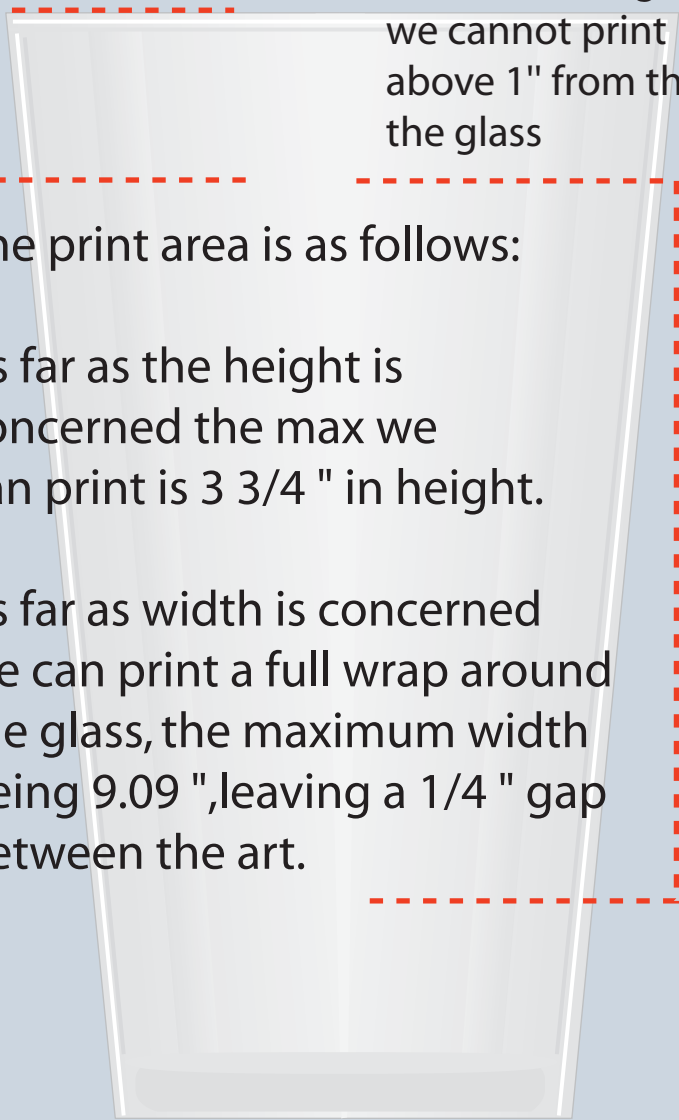 we cannot print
above 1" from th
the glass
ne print area is as follows:
s far as the height is
oncerned the max we
an print is 3 3/4 " in height.
s far as width is concerned
e can print a full wrap around
e glass, the maximum width
eing 9.09 ",leaving a 1/4 " gap
etween the art.